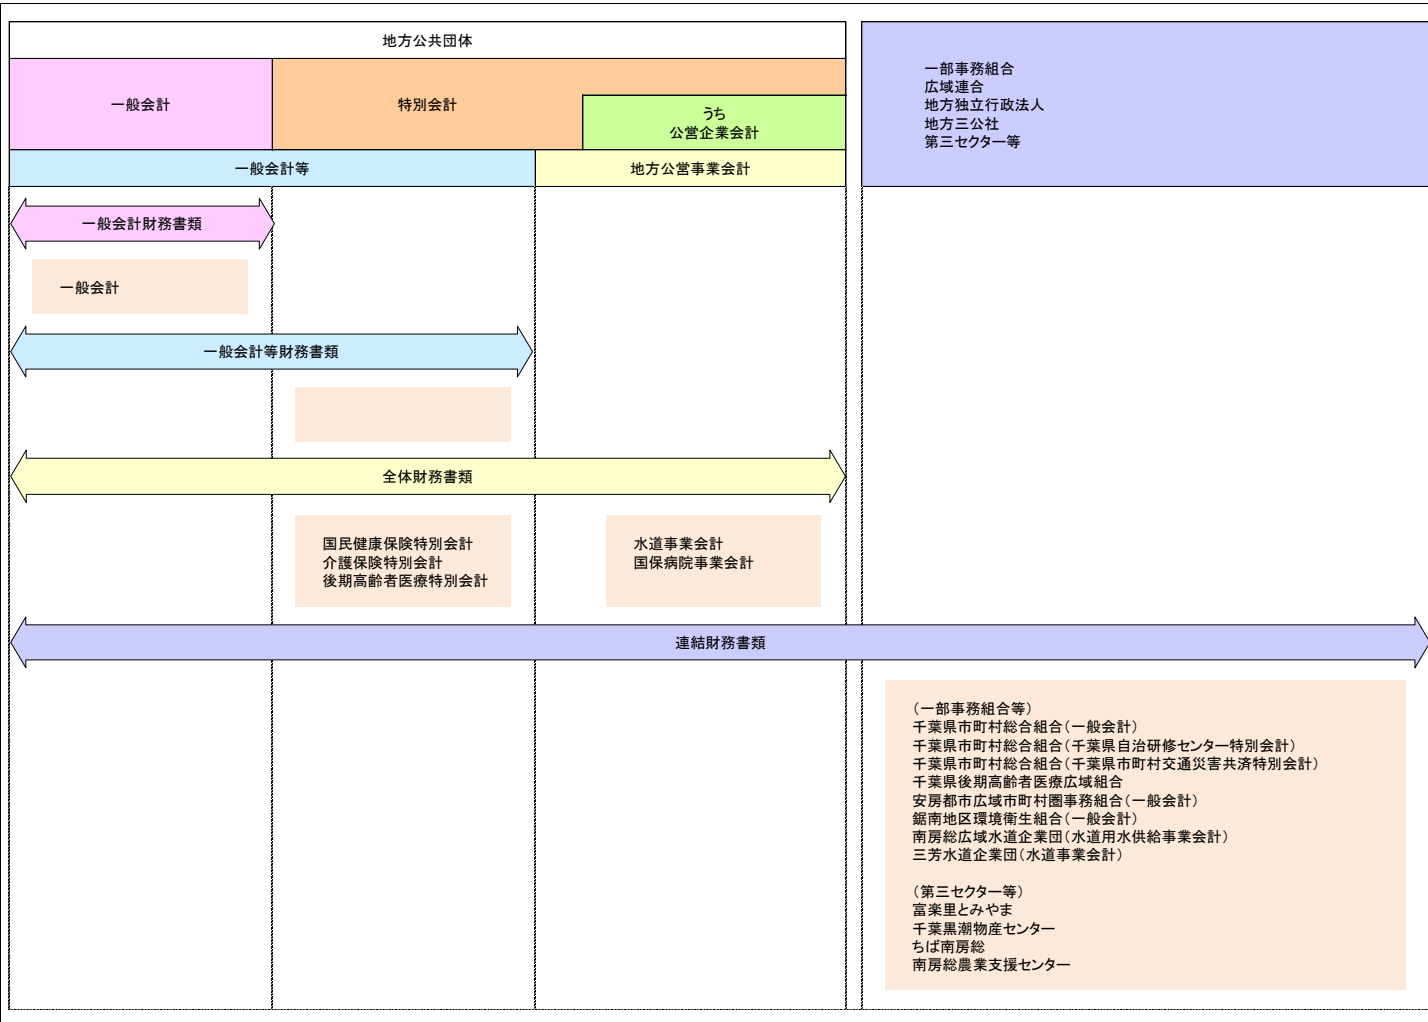 地方公共団体
一般会計
特別会計
うち
公営企業会計
一般会計等
地方公営事業会計
一部事務組合
広域連合
地方独立行政法人
地方三公社
第三セクター等
一般会計財務書類
一般会計
一般会計等財務書類
全体財務書類
国民健康保険特別会計
介護保険特別会計
後期高齢者医療特別会計
水道事業会計
国保病院事業会計
連結財務書類
（一部事務組合等）
千葉県市町村総合組合（一般会計）
千葉県市町村総合組合（千葉県自治研修センター特別会計）
千葉県市町村総合組合（千葉県市町村交通災害共済特別会計）
千葉県後期高齢者医療広域組合
安房都市広域市町村圏事務組合（一般会計）
鋸南地区環境衛生組合（一般会計）
南房総広域水道企業団（水道用水供給事業会計）
三芳水道企業団（水道事業会計）
（第三セクター等）
富楽里とみやま
千葉黒潮物産センター
ちば南房総
南房総農業支援センター